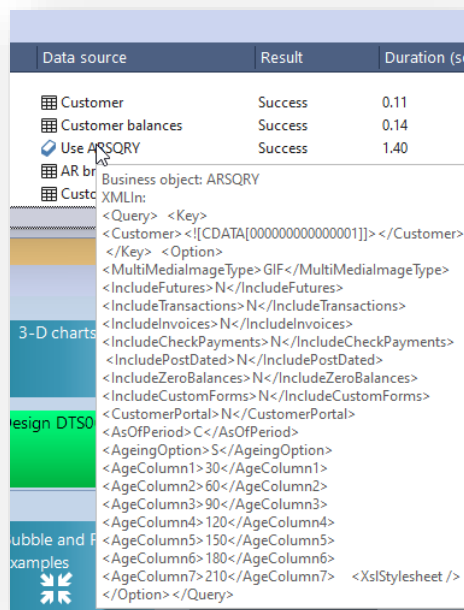 Data source Result Duration (se
Customer Success 0.11
Customer balances Success 0.14
Use ARSQRY Success 1.40
AR br
Custo
Business object: ARSQRY
XMLIn:
<Query> <Key>
<Customer><![CDATA[000000000000001]]></Customer>
</Key> <Option>
<MultiMediaImageType>GIF</MultiMediaImageType>
<IncludeFutures>N</IncludeFutures>
<IncludeTransactions>N</IncludeTransactions>
<IncludeInvoices>N</IncludeInvoices>
<IncludeCheckPayments>N</IncludeCheckPayments>
<IncludePostDated>N</IncludePostDated>
<IncludeZeroBalances>N</IncludeZeroBalances>
<IncludeCustomForms>N</IncludeCustomForms>
<CustomerPortal>N</CustomerPortal>
<AsOfPeriod>C</AsOfPeriod>
<AgeingOption>S</AgeingOption>
<AgeColumn1>30</AgeColumn1>
<AgeColumn2>60</AgeColumn2>
<AgeColumn3>90</AgeColumn3>
<AgeColumn4>120</AgeColumn4>
<AgeColumn5>150</AgeColumn5>
<AgeColumn6>180</AgeColumn6>
<AgeColumn7>210</AgeColumn7> <XslStylesheet />
</Option></Query>
3-D charts
Design DTS0
ubble and P
xamples